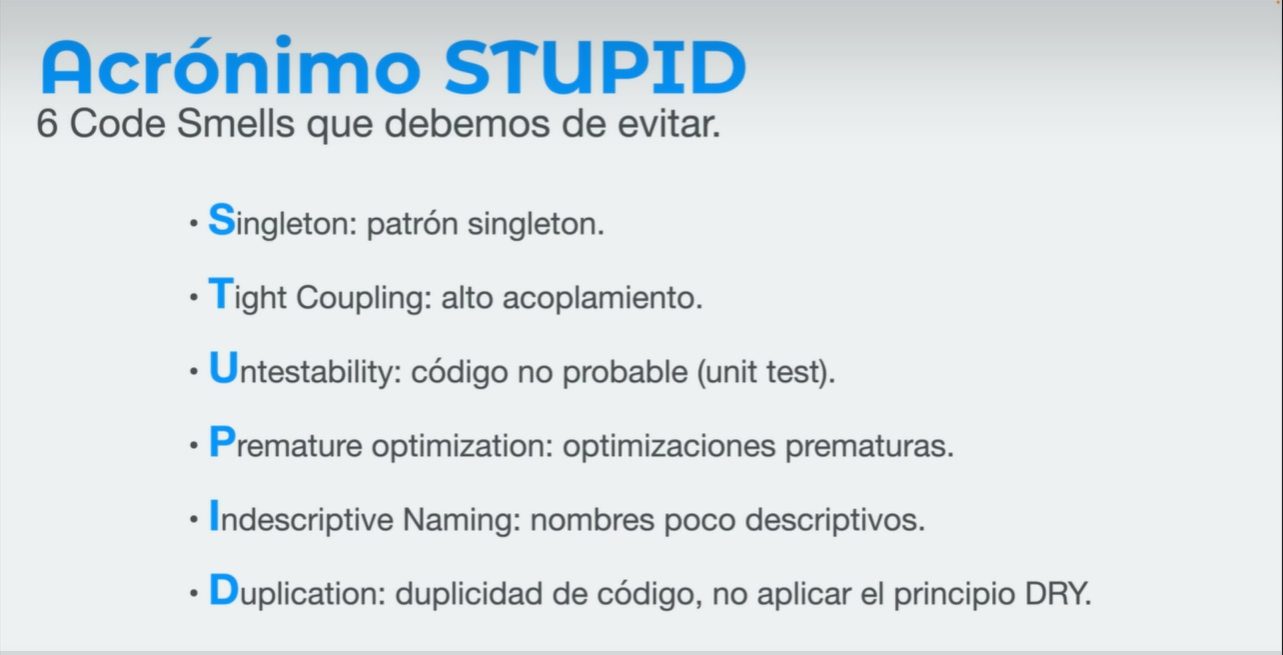 Acrónimo STUPID
6 Code Smells que debemos de evitar.
• Singleton: patrón singleton.
• Tight Coupling: alto acoplamiento.
• Untestability: código no probable (unit test).
• Premature optimization: optimizaciones prematuras.
• Indescriptive Naming: nombres poco descriptivos.
• Duplication: duplicidad de código, no aplicar el principio DRY.